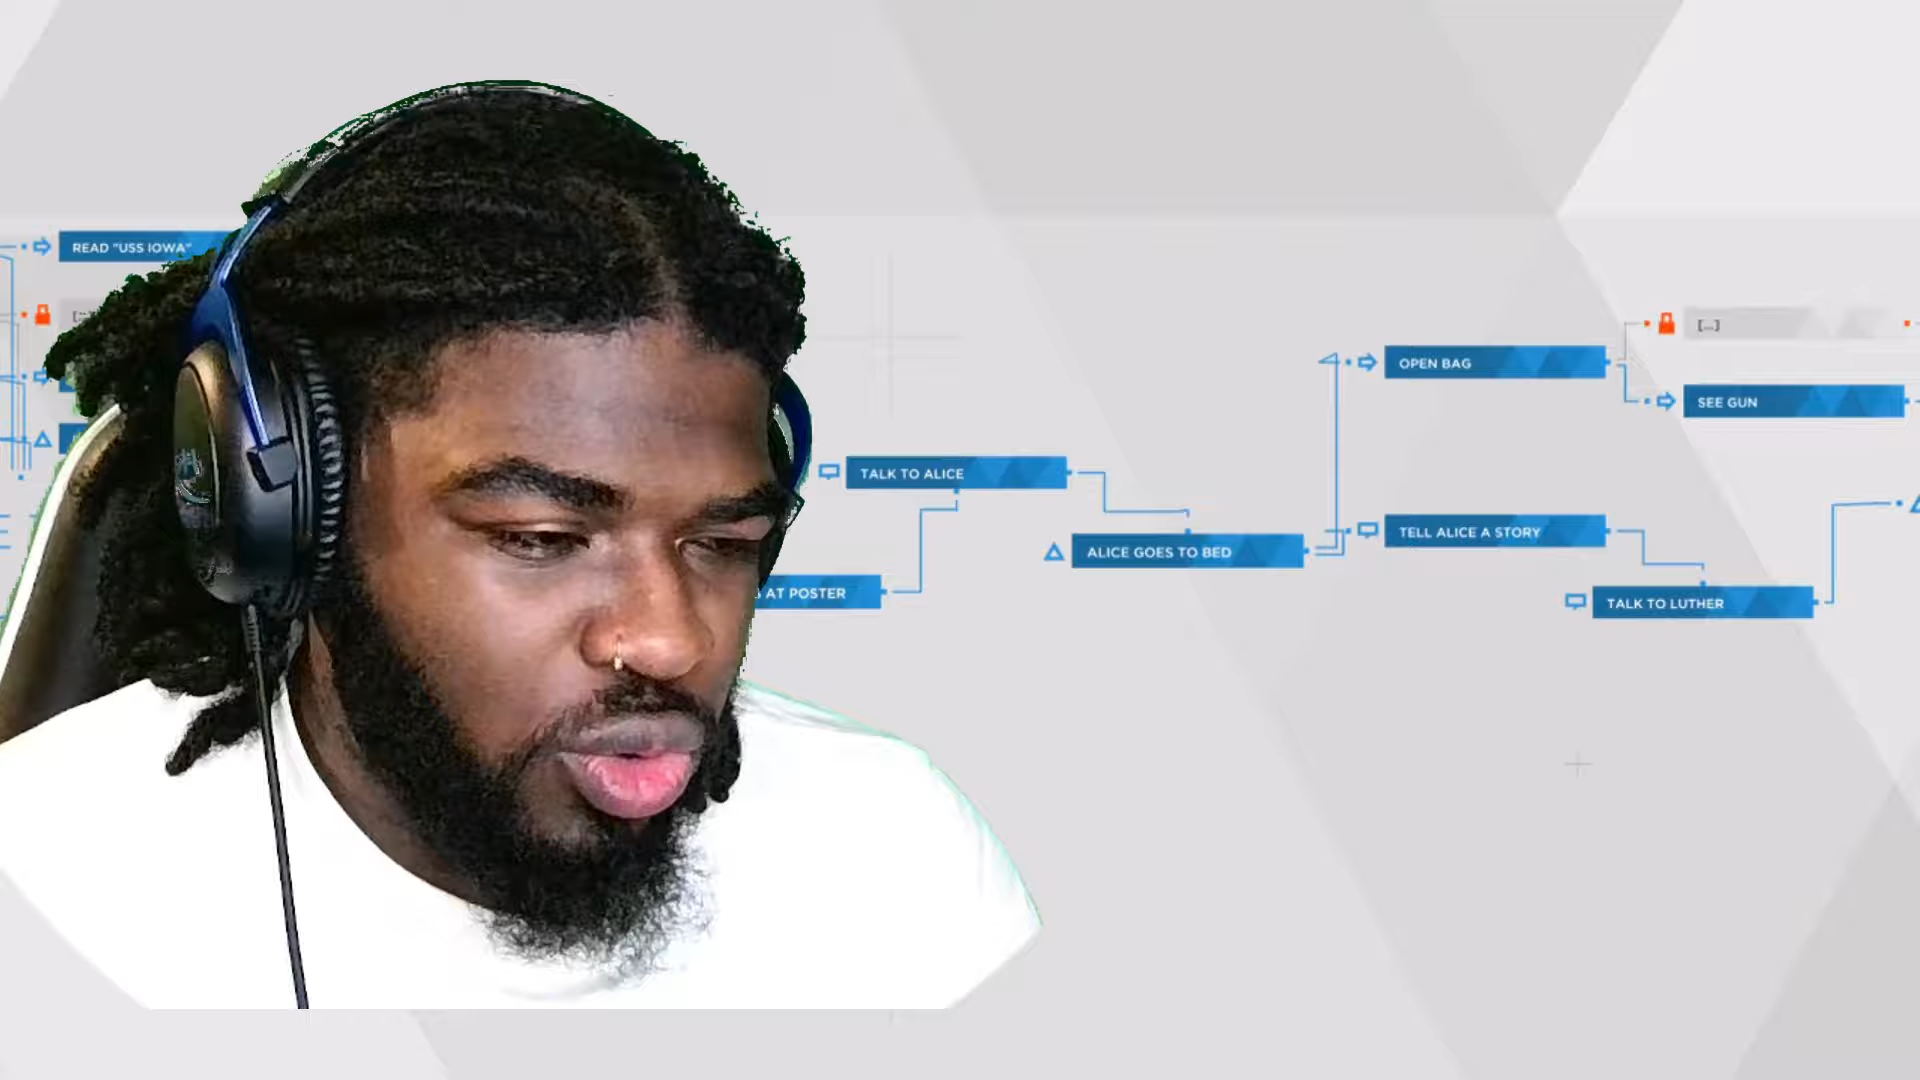 READ "USS IOWA"
[...]
OPEN BAG
[...]
SEE GUN
TALK TO ALICE
TELL ALICE A STORY
ALICE GOES TO BED
AT POSTER
TALK TO LUTHER